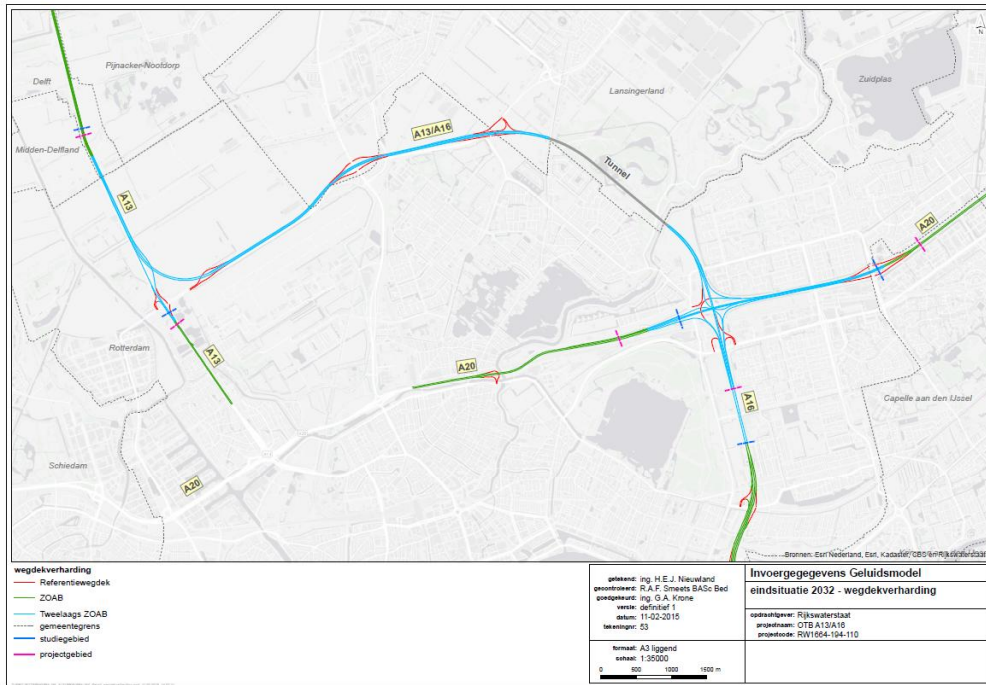 Pijnacker-Nootdorp
Delft
Midden-Delfland
Lansingerland
Zuidplas
N
A13/A16
Tunnel
A13
A20
Rotterdam
A13
A20
A16
Capelle aan den IJssel
Schiedam
A20
Bronnen: Esri Nederland, Esri, Kadaster, CBS en Rijkswaterstaat
wegdekverharding
Referentiewegdek
ZOAB
Tweelaags ZOAB
gemeentegrens
studiegebied
projectgebied
getekend: ing. H.E.J. Nieuwland
gecontroleerd: R.A.F. Smeets BASc Bed
goedgekeurd: ing. G.A. Krone
versie: definitief 1
datum: 11-02-2015
tekeningnr: 53
formaat: A3 liggend
schaal: 1:35000
0 500 1000 1500 m
Invoergegegevens Geluidsmodel
eindsituatie 2032 - wegdekverharding
opdrachtgever: Rijkswaterstaat
projectnaam: OTB A13/A16
projectcode: RW1664-194-110